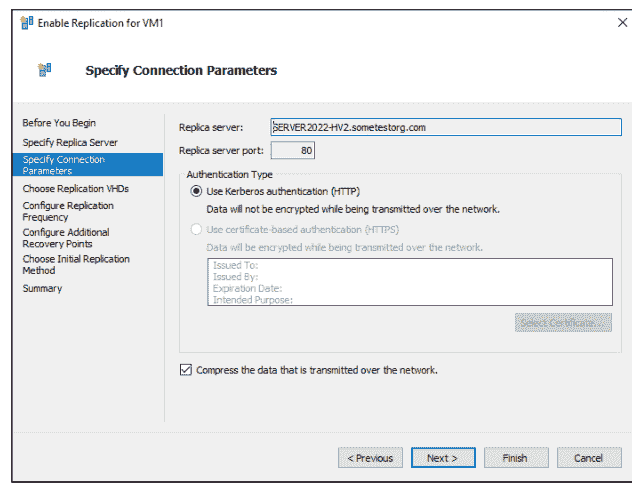 Enable Replication for VM1
Specify Connection Parameters
Before You Begin
Specify Replica Server
Specify Connection
Parameters
Choose Replication VHDs
Configure Replication
Frequency
Configure Additional
Recovery Points
Choose Initial Replication
Method
Summary
Replica server: SERVER2022-HV2.sometestorg.com
Replica server port: 80
Authentication Type
Use Kerberos authentication (HTTP)
Data will not be encrypted while being transmitted over the network.
Use certificate-based authentication (HTTPS)
Data will be encrypted while being transmitted over the network.
Issued To:
Issued By:
Expiration Date:
Intended Purpose:
Select Certificate...
Compress the data that is transmitted over the network.
< Previous
Next >
Finish
Cancel